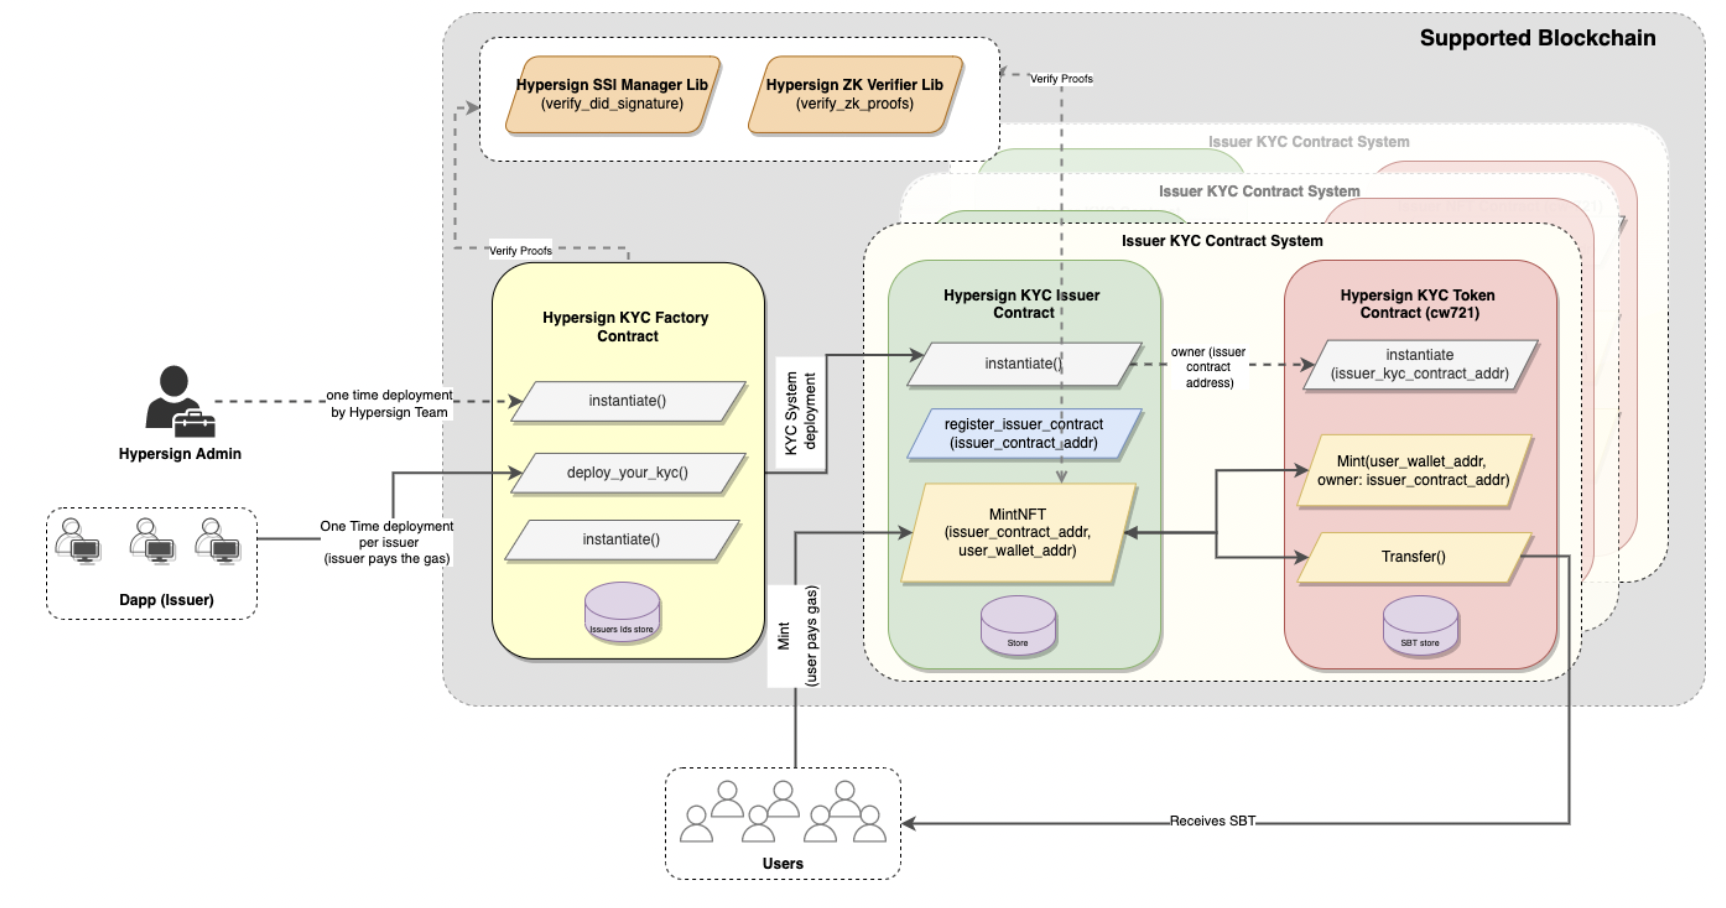 Supported Blockchain
Hypersign SSI Manager Lib
(verify_did_signature)
Hypersign ZK Verifier Lib
(verify_zk_proofs)
Verify Proofs
Issuer KYC Contract System
Issuer KYC Contract System
Issuer KYC Contract System
Verify Proofs
Hypersign KYC Factory
Contract
instantiate()
deploy_your_kyc()
instantiate()
Issuers Ids store
Hypersign Admin
one time deployment
by Hypersign Team
Dapp (Issuer)
One Time deployment
per issuer
(issuer pays the gas)
KYC System
deployment
Hypersign KYC Issuer
Contract
instantiate()
register_issuer_contract
(issuer_contract_addr)
MintNFT
(issuer_contract_addr,
user_wallet_addr)
Store
owner (issuer
contract
address)
Hypersign KYC Token
Contract (cw721)
instantiate
(issuer_kyc_contract_addr)
Mint(user_wallet_addr,
owner: issuer_contract_addr)
Transfer()
SBT store
Mint
(user pays gas)
Users
Receives SBT